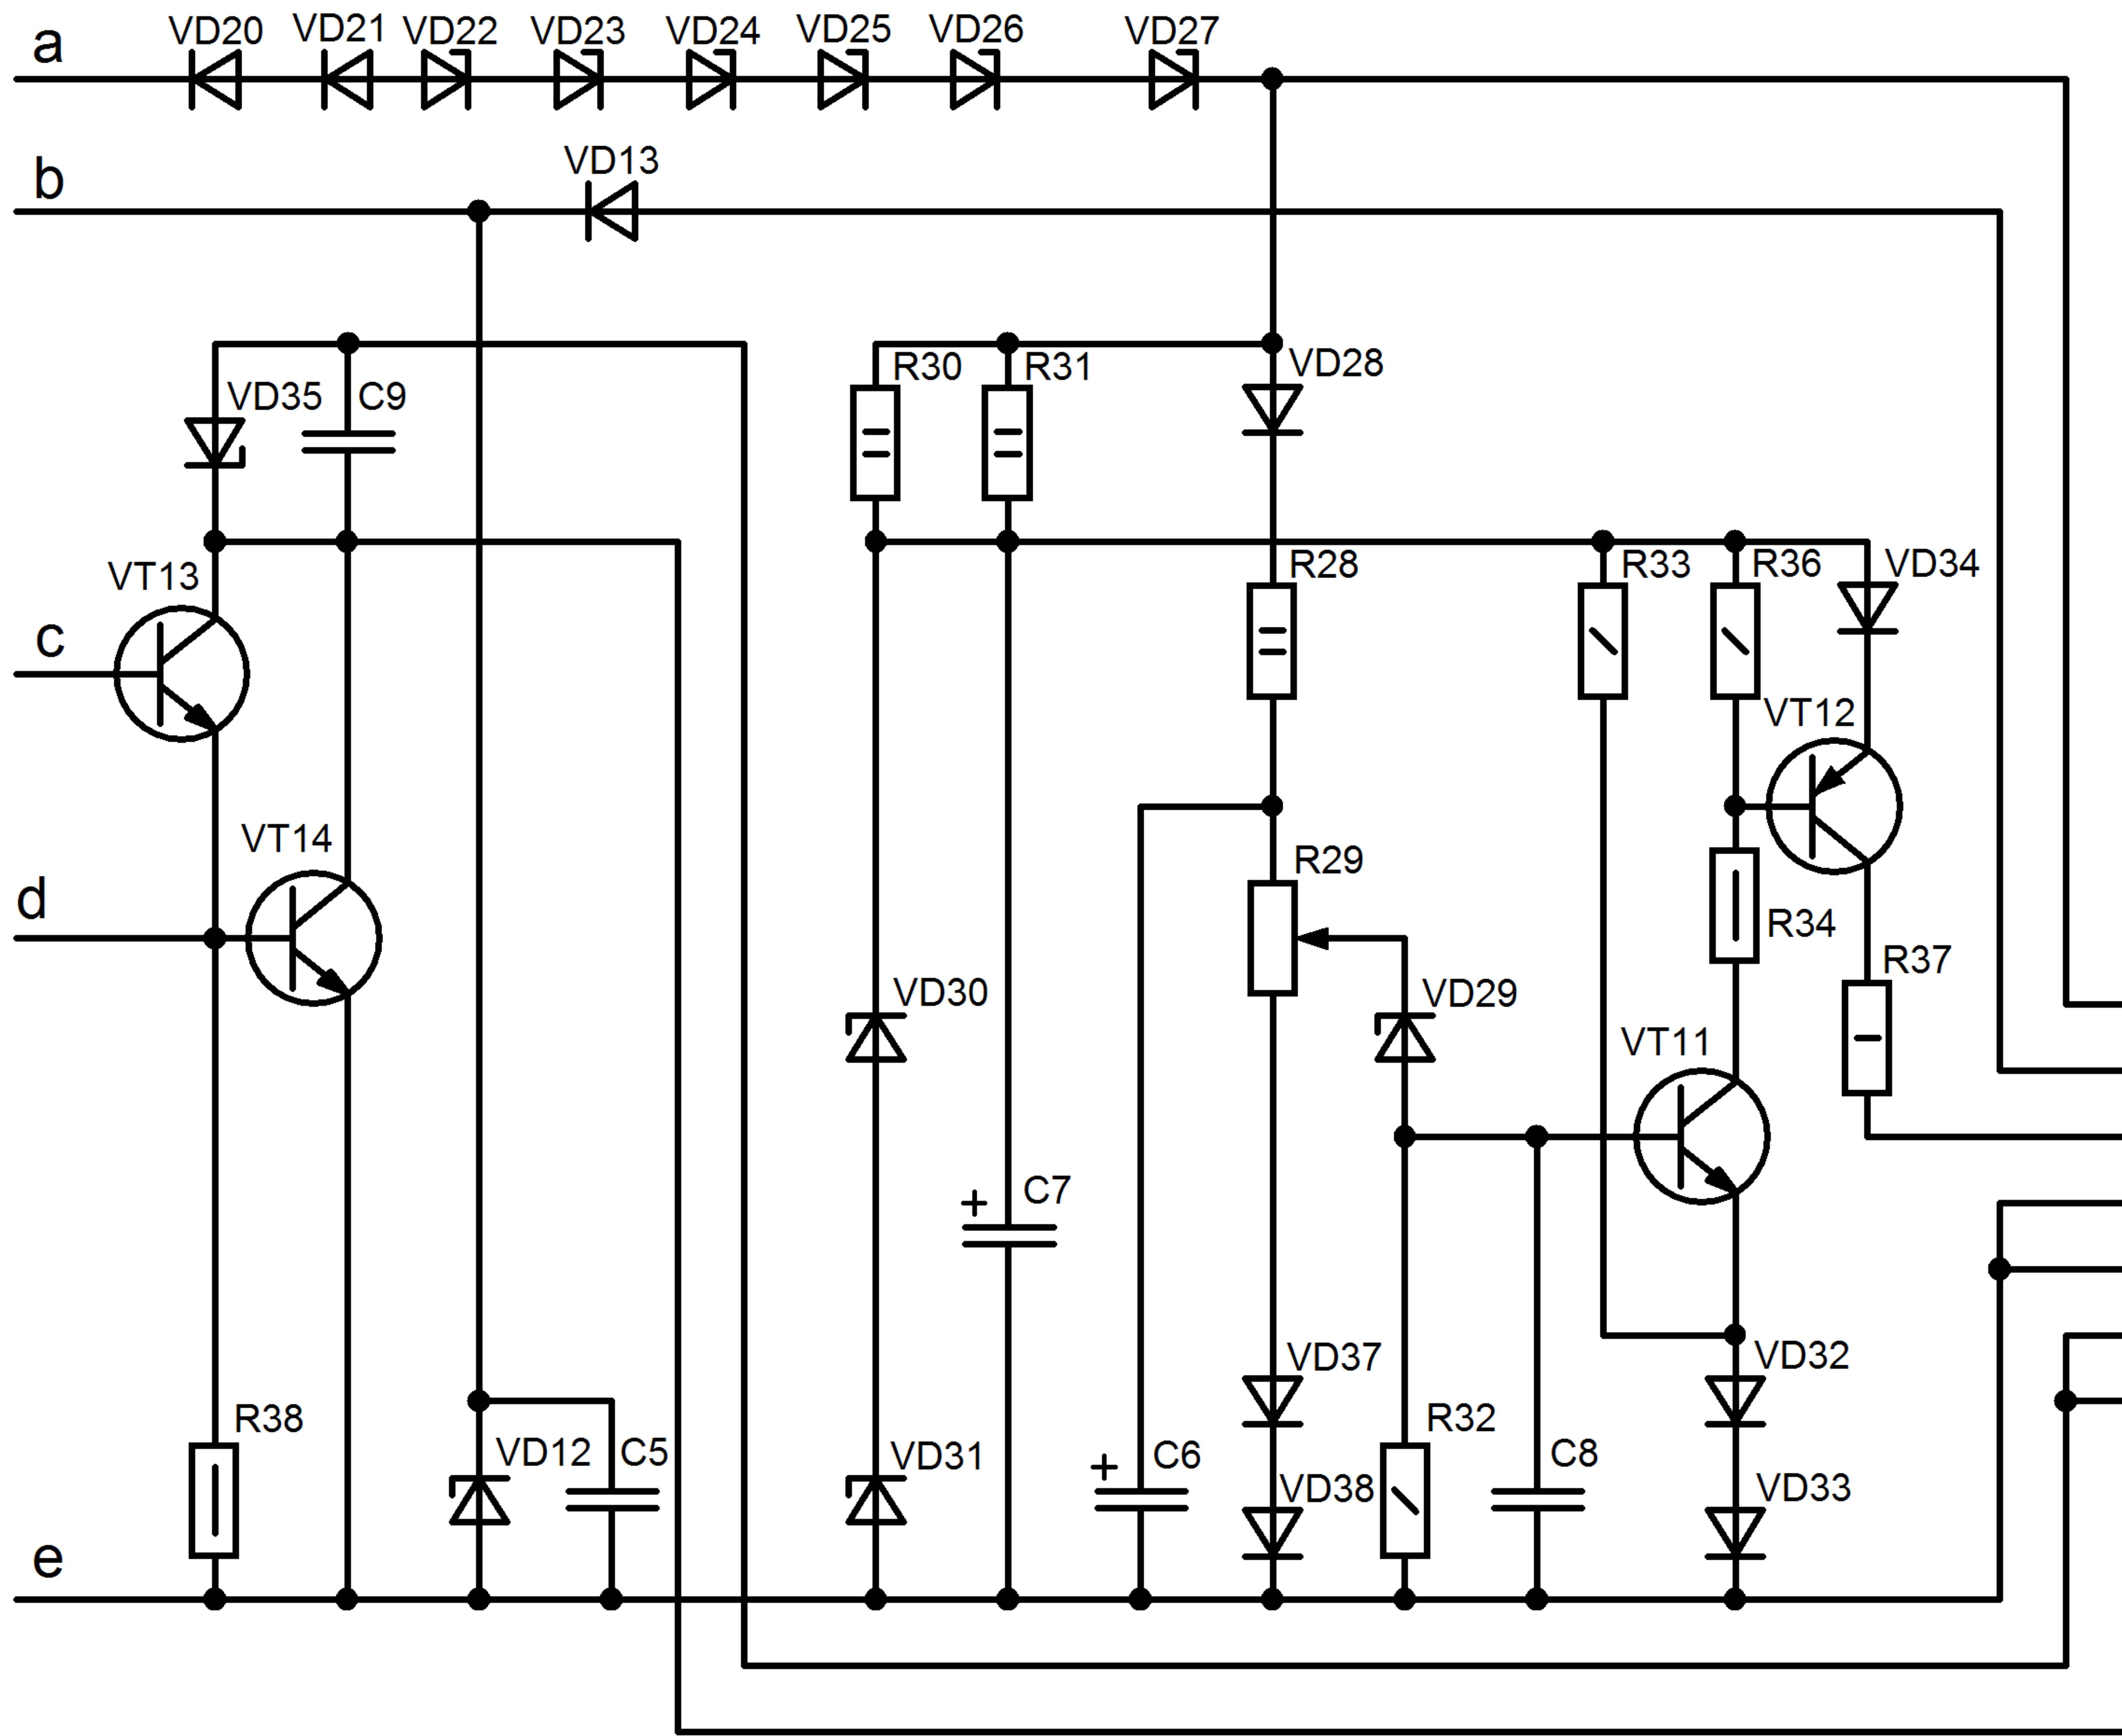 a VD20 VD21 VD22 VD23 VD24 VD25 VD26 VD27
b VD13
R30 R31 VD28
VD35 C9
VT13 R28 R33 R36 VD34
c
VT12
VT14 R29
d R34
R37
VD30 VD29
VT11
+ C7
VD37 VD32
R38 R32
VD12 C5 VD31 + C6 C8
VD38 VD33
e